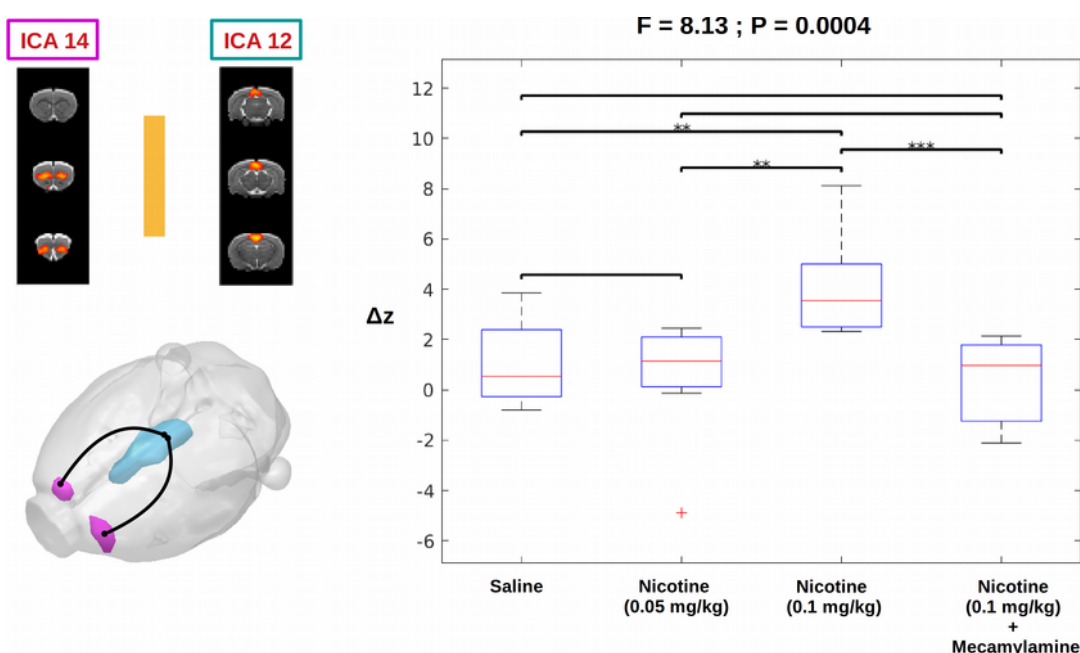 ICA 14
ICA 12
F = 8.13 ; P = 0.0004
12
10
8
6
4
2
0
-2
-4
-6
Δz
**
***
**
Saline
Nicotine
(0.05 mg/kg)
Nicotine
(0.1 mg/kg)
Nicotine
(0.1 mg/kg)
+
Mecamylamine